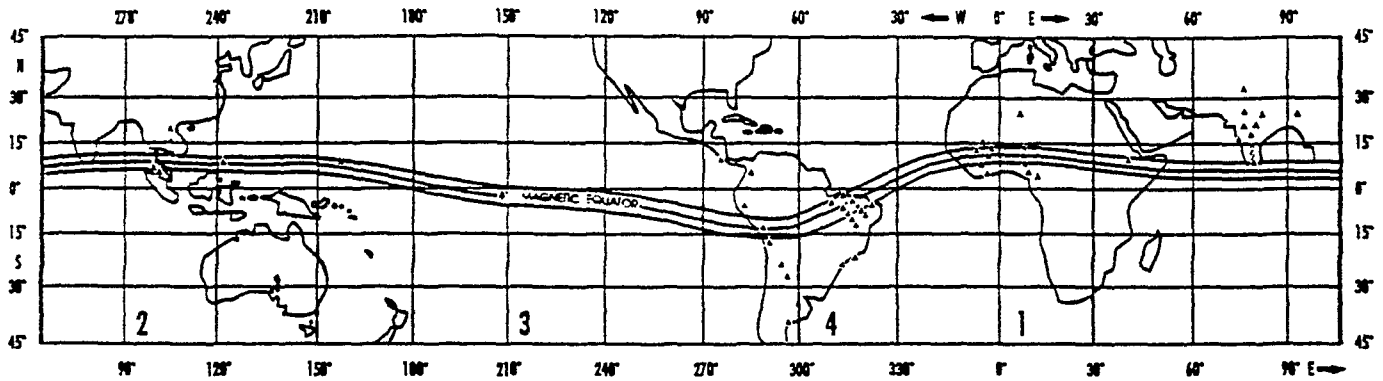 270° 240° 210° 180° 150° 120° 90° 60° 30° W 0° E 30° 60° 90°
45° 45°
N
30° 30°
15° 15°
0° 0°
MAGNETIC EQUATOR
15° 15°
S
30° 30°
2 3 4 1
45° 45°
90° 120° 150° 180° 210° 240° 270° 300° 330° 0° 30° 60° 90° E